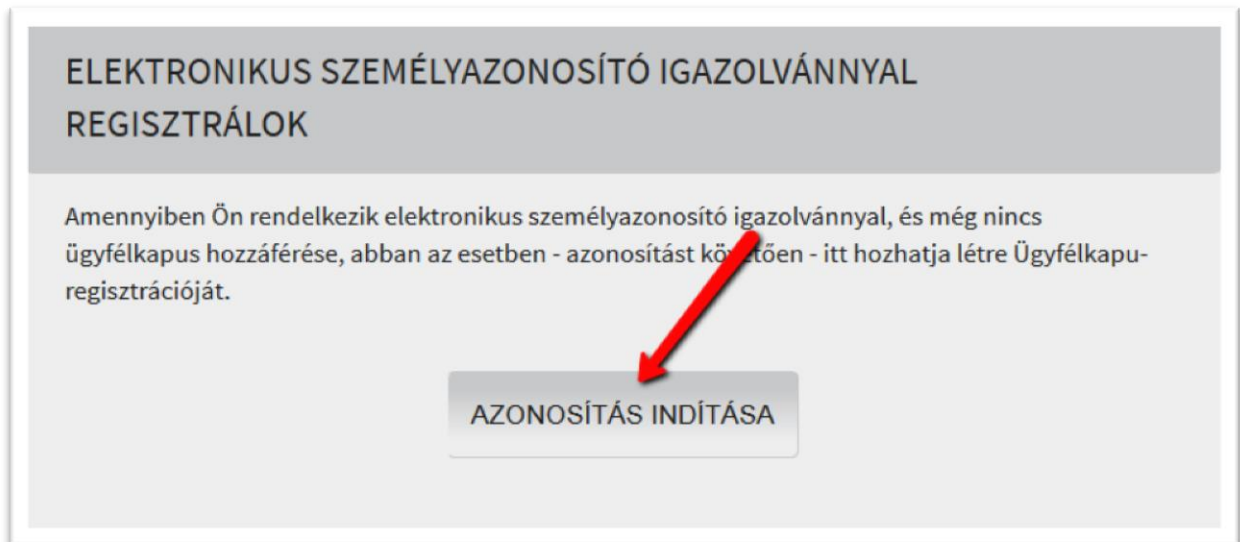 ELEKTRONIKUS SZEMÉLYAZONOSÍTÓ IGAZOLVÁNNYAL
REGISZTRÁLOK
Amennyiben Ön rendelkezik elektronikus személyazonosító igazolvánnyal, és még nincs
ügyfélkapus hozzáférése, abban az esetben - azonosítást követően - itt hozhatja létre Ügyfélkapu-
regisztrációját.
AZONOSÍTÁS INDÍTÁSA